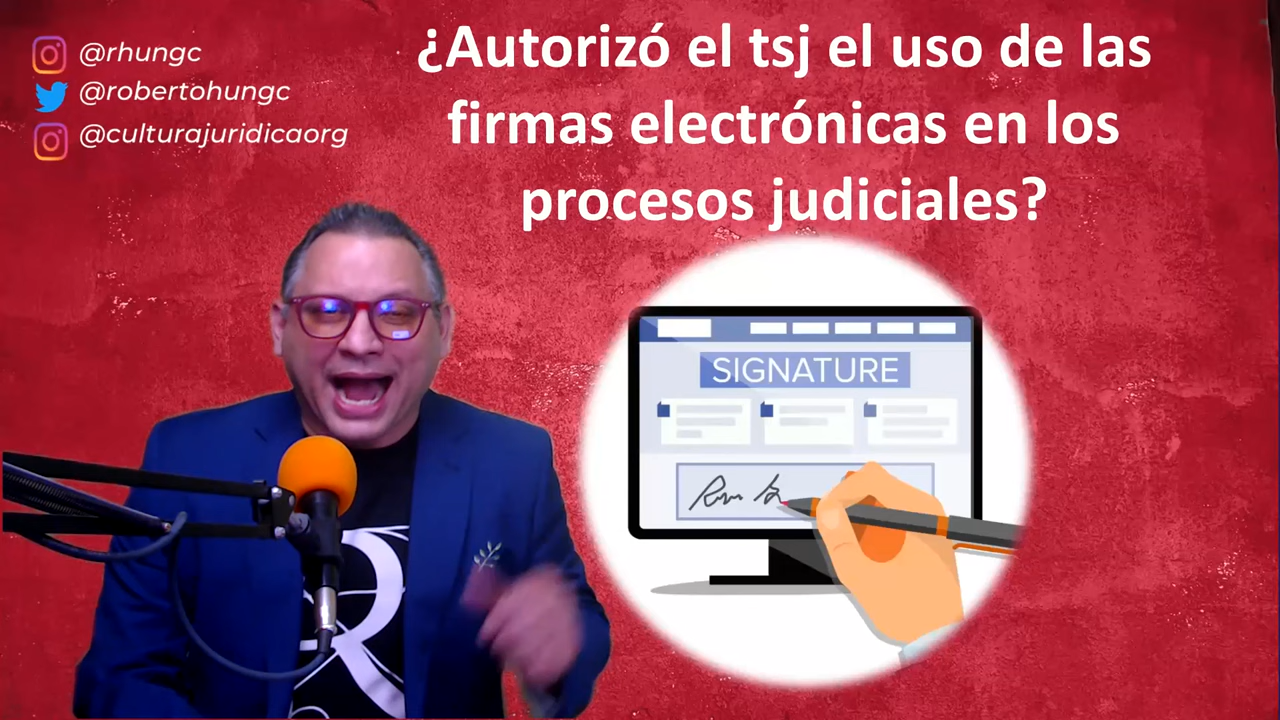 @rhungc
@robertohungc
@culturajuridicaorg
¿Autorizó el tsj el uso de las
firmas electrónicas en los
procesos judiciales?
SIGNATURE